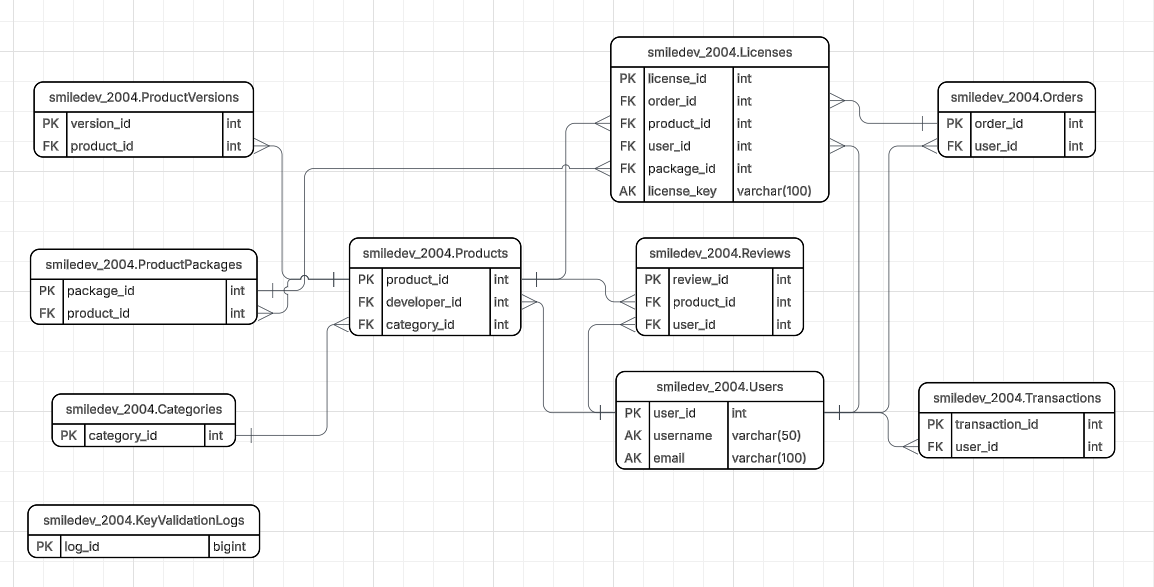 smiledev_2004.Licenses
PK license_id int
FK order_id int
FK product_id int
FK user_id int
FK package_id int
AK license_key varchar(100)
smiledev_2004.ProductVersions
PK version_id int
FK product_id int
smiledev_2004.Orders
PK order_id int
FK user_id int
smiledev_2004.ProductPackages
PK package_id int
FK product_id int
smiledev_2004.Products
PK product_id int
FK developer_id int
FK category_id int
smiledev_2004.Reviews
PK review_id int
FK product_id int
FK user_id int
smiledev_2004.Categories
PK category_id int
smiledev_2004.Users
PK user_id int
AK username varchar(50)
AK email varchar(100)
smiledev_2004.Transactions
PK transaction_id int
FK user_id int
smiledev_2004.KeyValidationLogs
PK log_id bigint